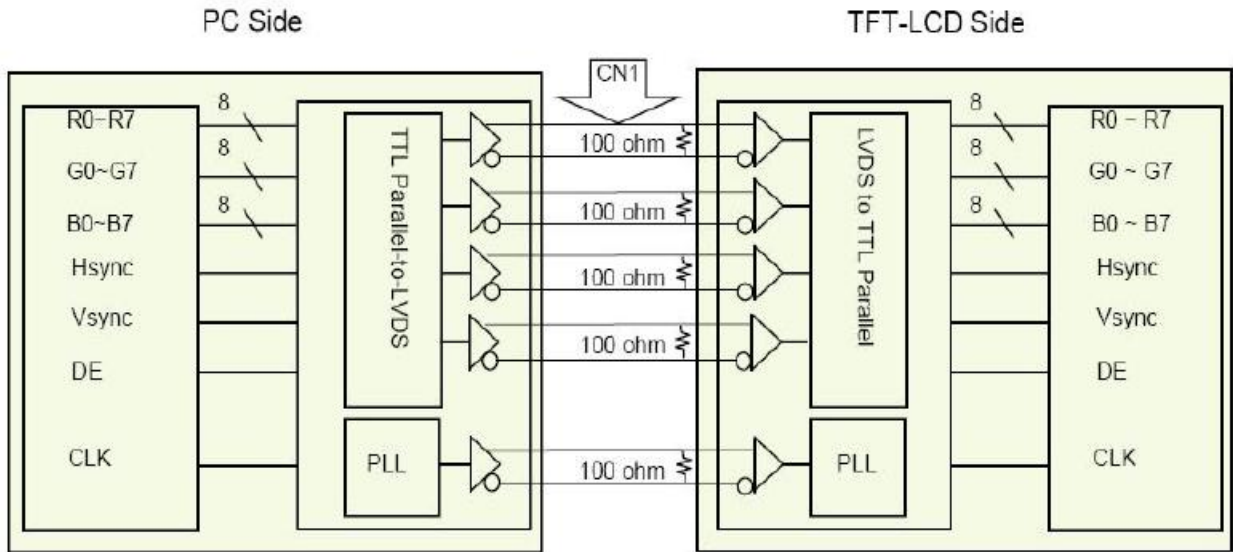 PC Side
TFT-LCD Side
CN1
R0~R7
8
G0~G7
8
B0~B7
8
Hsync
Vsync
DE
CLK
TTL Parallel-to-LVDS
PLL
100 ohm
100 ohm
100 ohm
100 ohm
100 ohm
LVDS to TTL Parallel
PLL
8
R0 ~ R7
8
G0 ~ G7
8
B0 ~ B7
Hsync
Vsync
DE
CLK